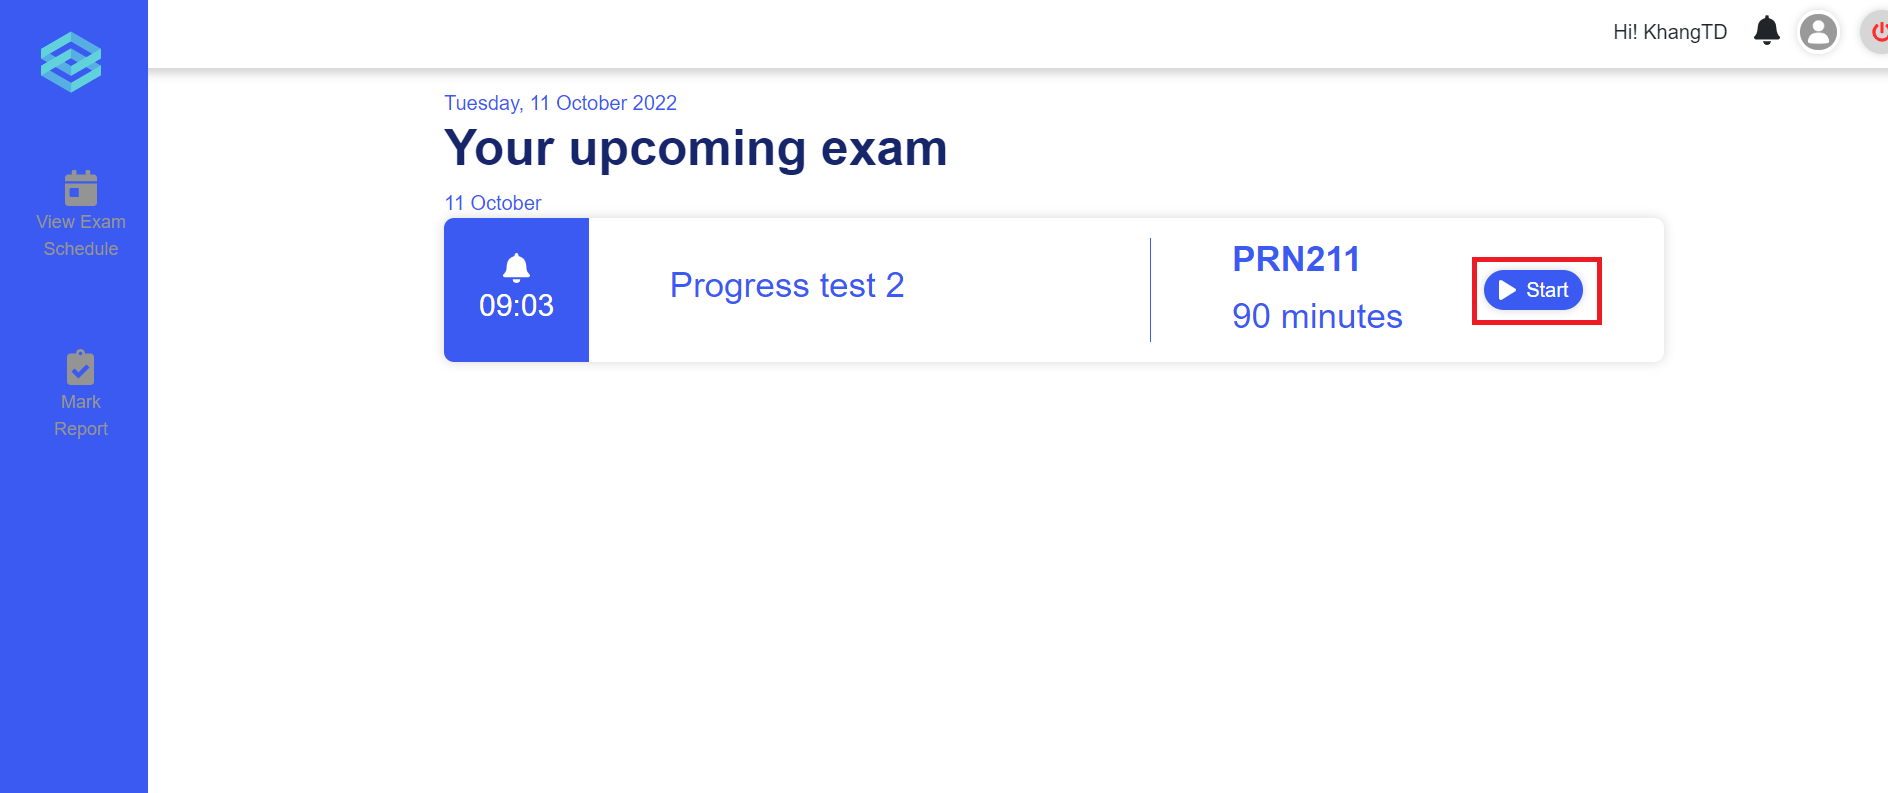 Hi! KhangTD
View Exam
Schedule
Mark
Report
Tuesday, 11 October 2022
Your upcoming exam
11 October
09:03
Progress test 2
PRN211
90 minutes
Start